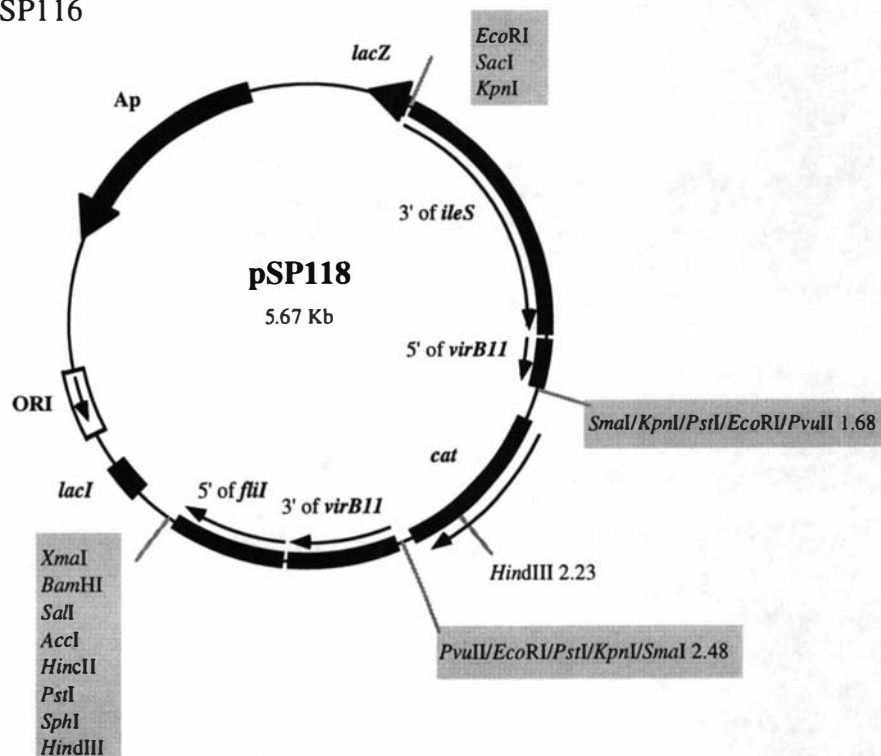 SP116
lacZ
EcoRI
SacI
KpnI
Ap
3' of ileS
pSP118
5.67 Kb
5' of virB11
ORI
SmaI/KpnI/PstI/EcoRI/PvuII 1.68
cat
lacI
5' of fliI
3' of virB11
HindIII 2.23
XmaI
BamHI
SalI
AccI
HincII
PstI
SphI
HindIII
PvuII/EcoRI/PstI/KpnI/SmaI 2.48